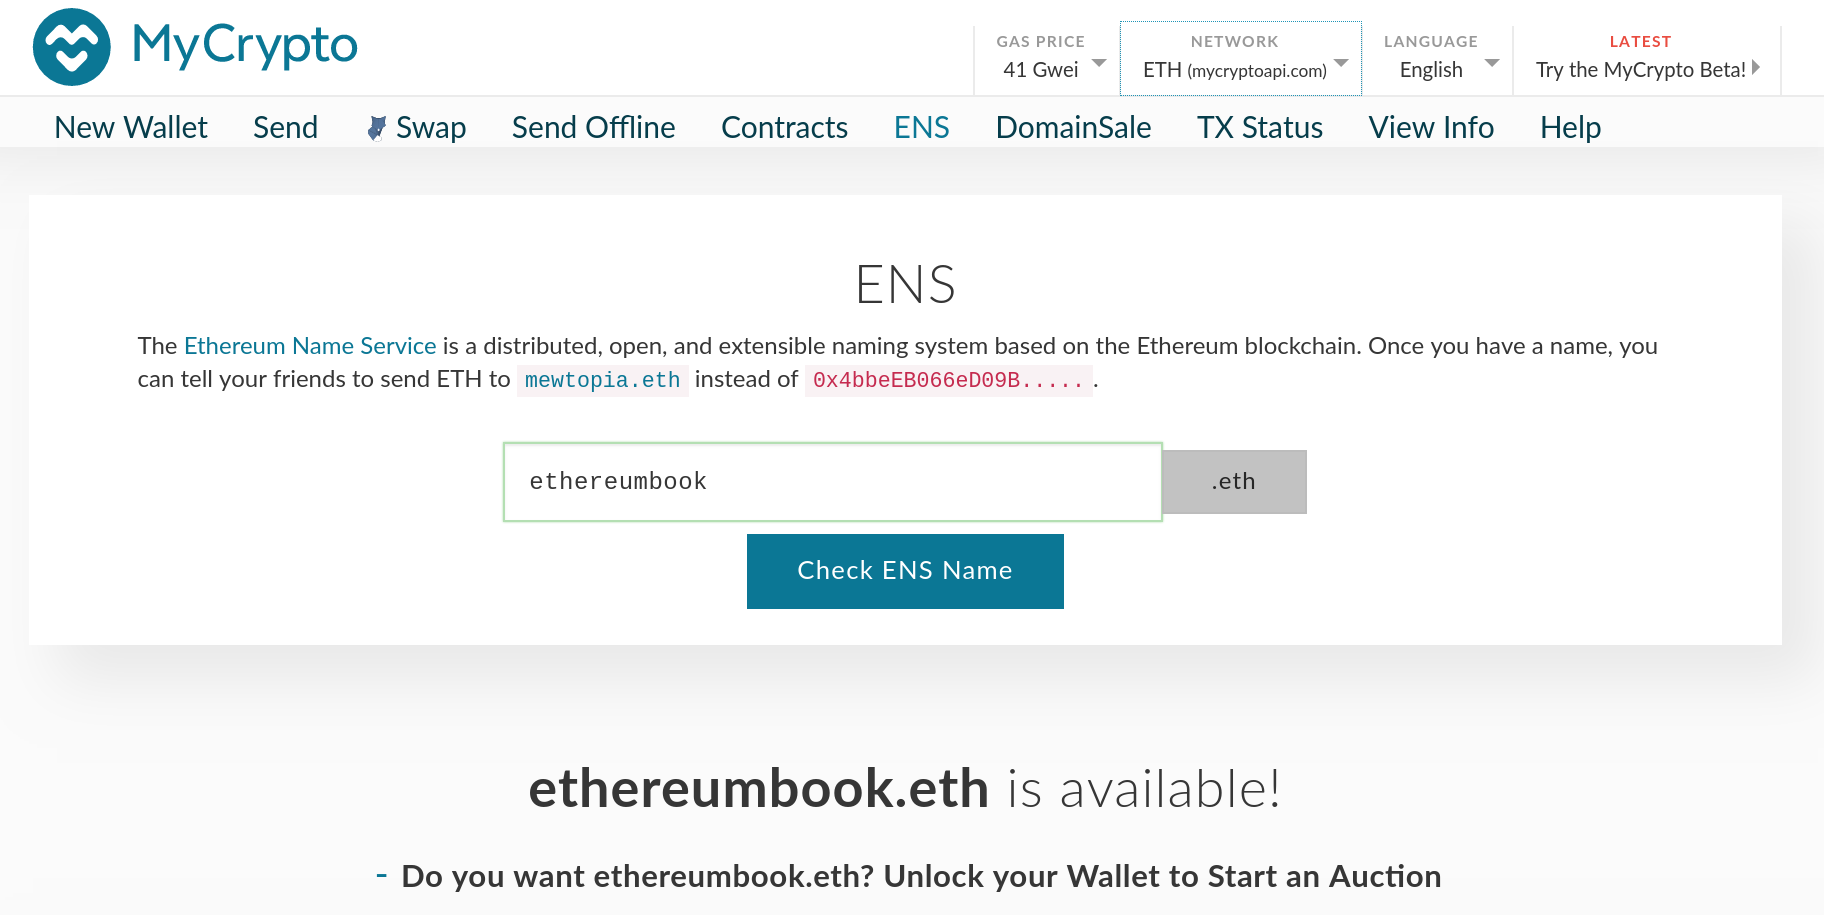 MyCrypto
GAS PRICE
41 Gwei
NETWORK
ETH (mycryptoapi.com)
LANGUAGE
English
LATEST
Try the MyCrypto Beta!
New Wallet Send Swap Send Offline Contracts ENS DomainSale TX Status View Info Help
ENS
The Ethereum Name Service is a distributed, open, and extensible naming system based on the Ethereum blockchain. Once you have a name, you
can tell your friends to send ETH to mewtopia.eth instead of 0x4bbeEB066eD09B..... .
ethereumbook .eth
Check ENS Name
ethereumbook.eth is available!
- Do you want ethereumbook.eth? Unlock your Wallet to Start an Auction